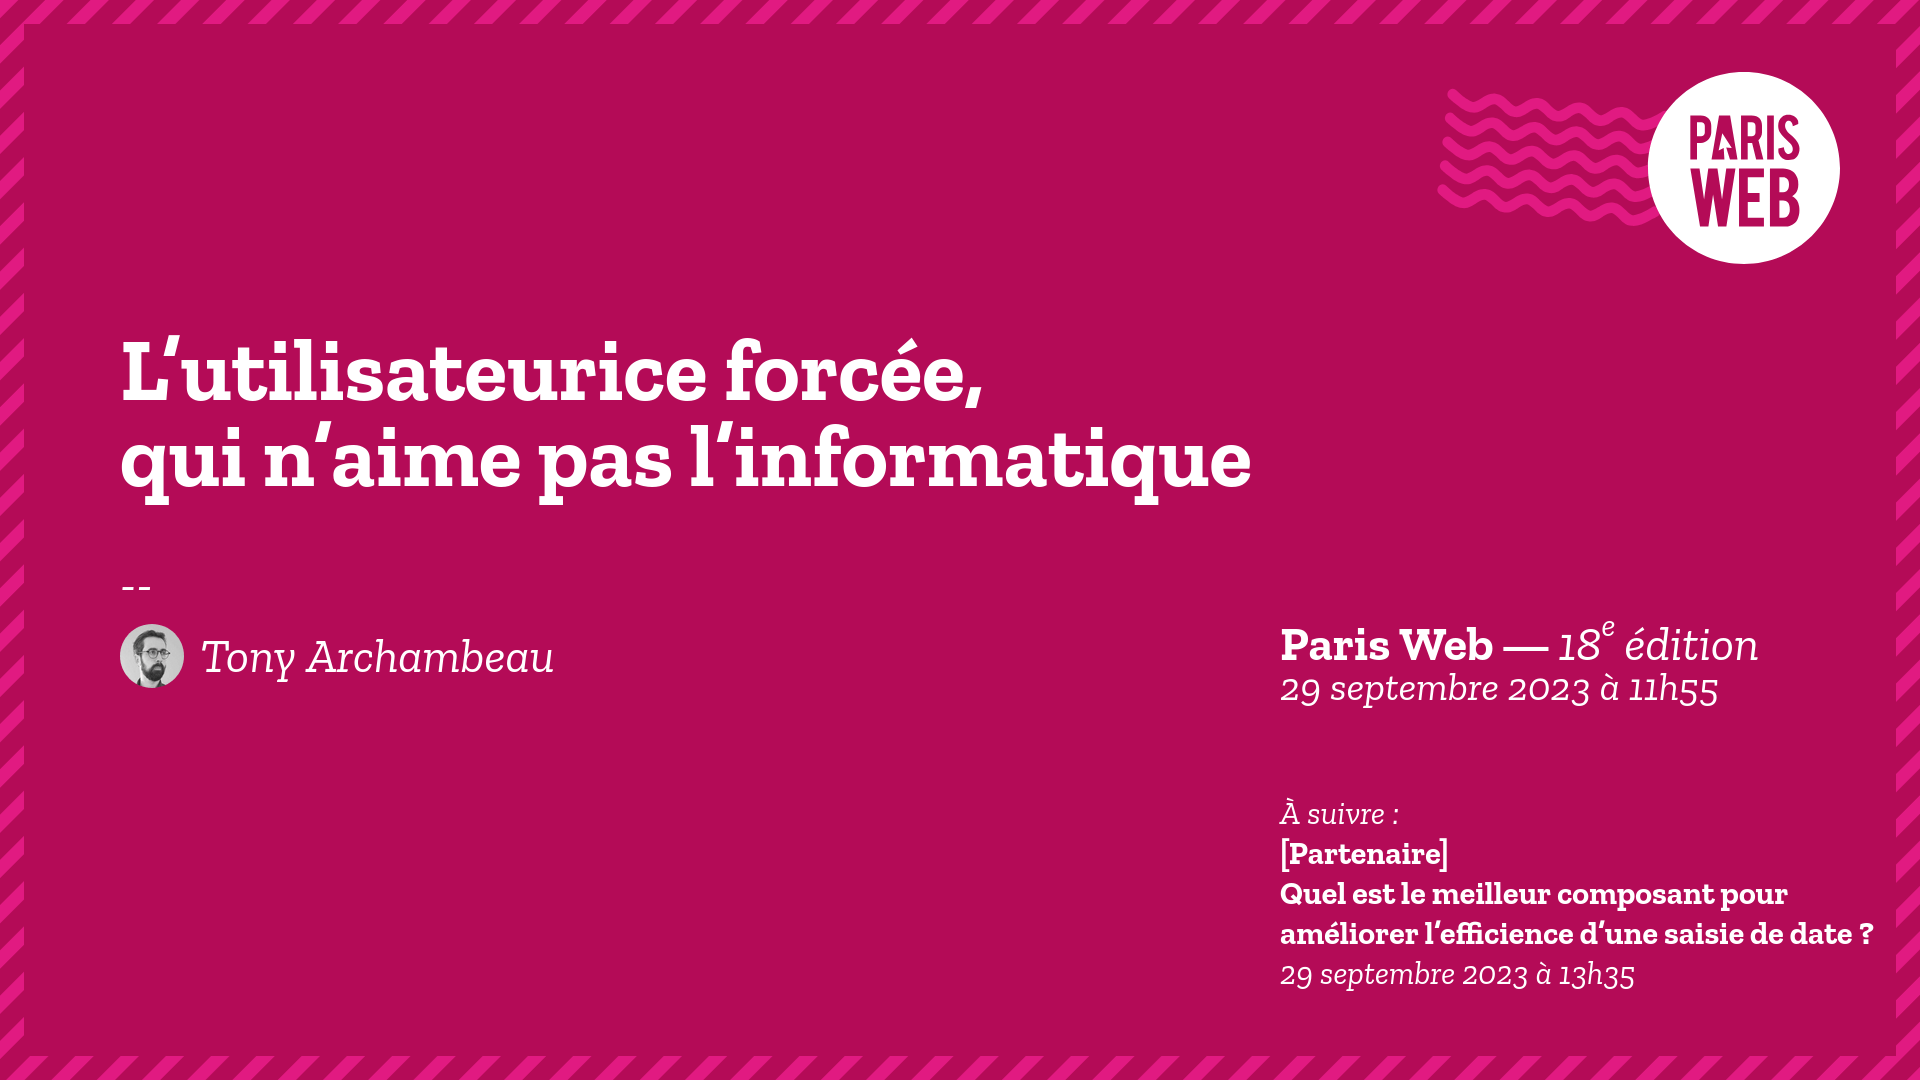 PARIS
WEB
L’utilisateurice forcée,
qui n’aime pas l’informatique
--
Tony Archambeau
Paris Web — 18e édition
29 septembre 2023 à 11h55
À suivre :
[Partenaire]
Quel est le meilleur composant pour
améliorer l’efficience d’une saisie de date ?
29 septembre 2023 à 13h35